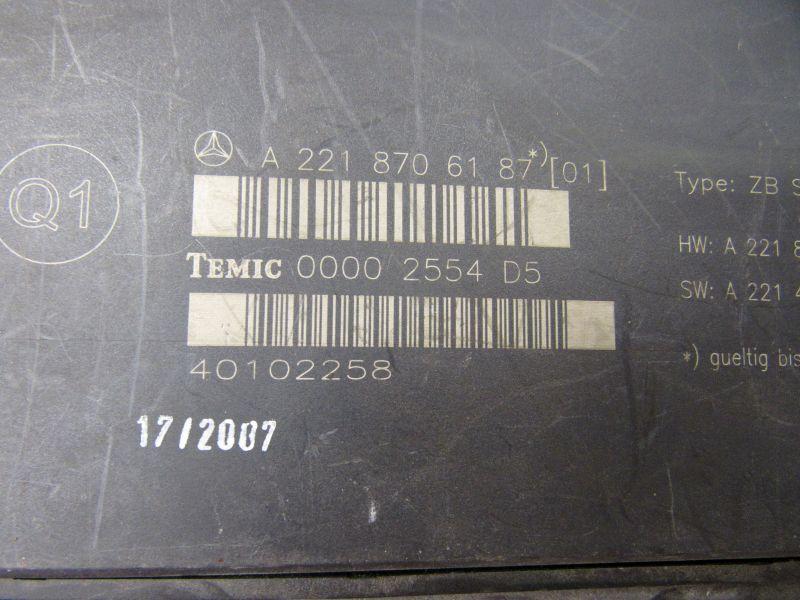 Q1
A 221 870 61 87*) [01]
TEMIC 0000 2554 D5
40102258
17/2007
Type: ZB S
HW: A 221 8
SW: A 221 4
*) gueltig bis